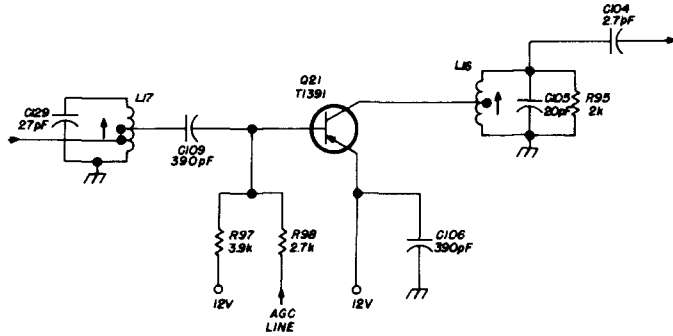 C104
2.7pF
L16
Q21
TI391
L17
C129
27pF
C105
20pF
R95
2k
C109
390pF
R97
3.9k
R98
2.7k
C106
390pF
12V
AGC
LINE
12V